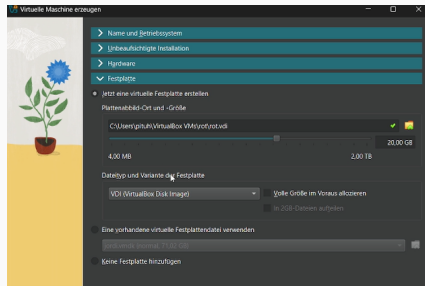 Virtuelle Maschine erzeugen
Name und Betriebssystem
Unbeaufsichtigte Installation
Hardware
Festplatte
Jetzt eine virtuelle Festplatte erstellen
Plattenabbild-Ort und -Größe
C:\Users\pituh\VirtualBox VMs\rot\rot.vdi
20,00 GB
4,00 MB 2,00 TB
Dateityp und Variante der Festplatte
VDI (VirtualBox Disk Image) Volle Größe im Voraus allozieren
In 2GB-Dateien aufteilen
Eine vorhandene virtuelle Festplattendatei verwenden
Keine Festplatte hinzufügen